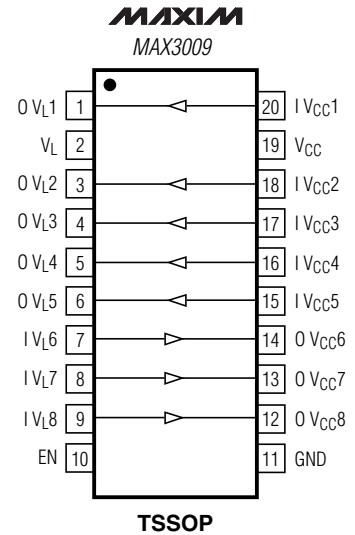 MAXIM
MAX3009
O VL1 1 20 I VCC1
VL 2 19 VCC
O VL2 3 18 I VCC2
O VL3 4 17 I VCC3
O VL4 5 16 I VCC4
O VL5 6 15 I VCC5
I VL6 7 14 O VCC6
I VL7 8 13 O VCC7
I VL8 9 12 O VCC8
EN 10 11 GND
TSSOP